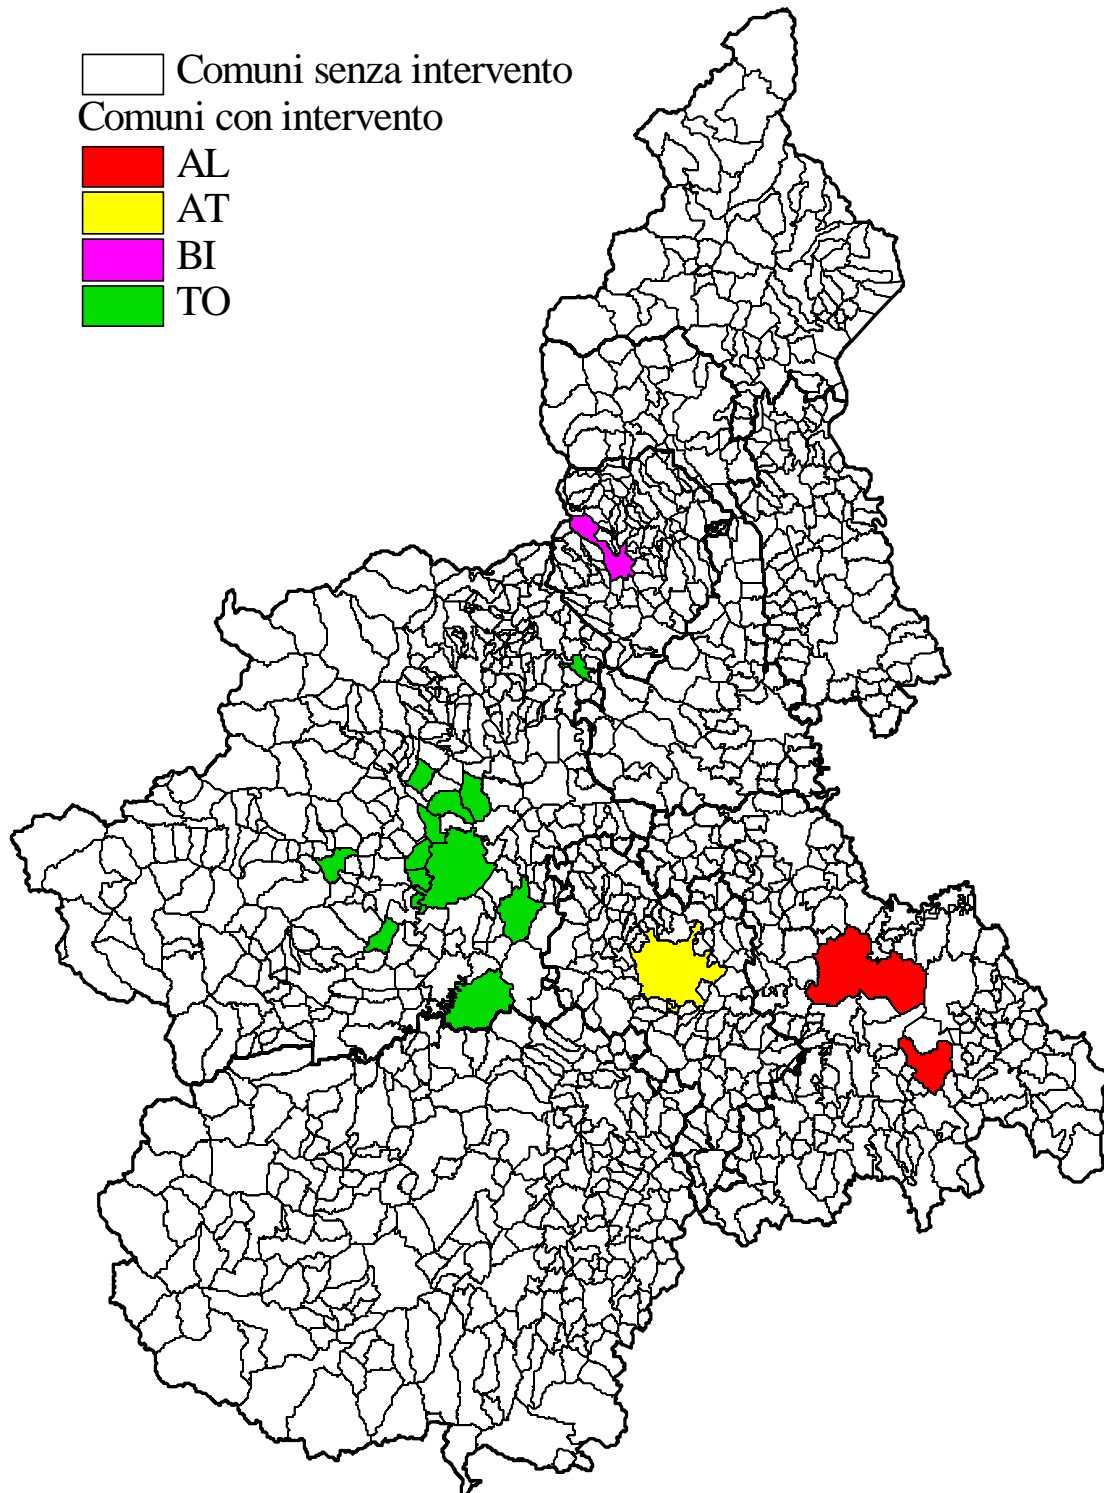 Comuni senza intervento
Comuni con intervento
AL
AT
BI
TO